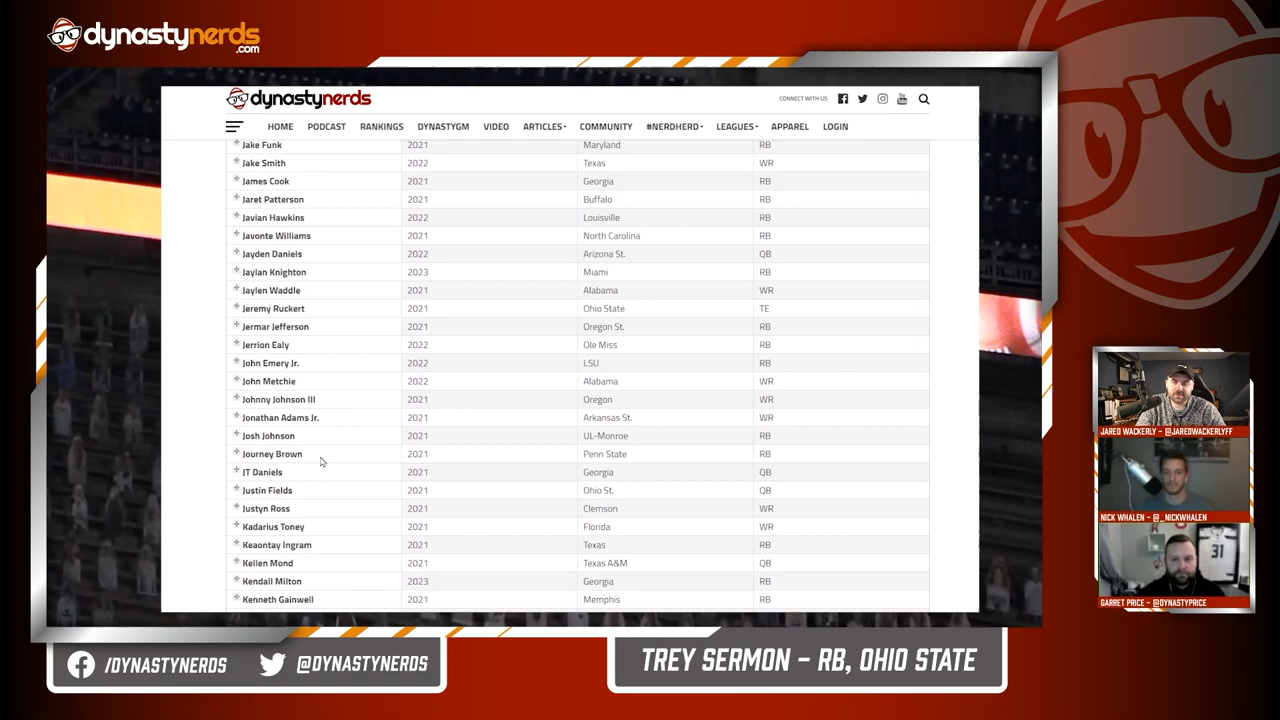 dynastynerds
.com
dynastynerds
CONNECT WITH US
HOME PODCAST RANKINGS DYNASTYGM VIDEO ARTICLES COMMUNITY #NERDHERD LEAGUES APPAREL LOGIN
Jake Funk 2021 Maryland RB
Jake Smith 2022 Texas WR
James Cook 2021 Georgia RB
Jaret Patterson 2021 Buffalo RB
Javian Hawkins 2022 Louisville RB
Javonte Williams 2021 North Carolina RB
Jayden Daniels 2022 Arizona St. QB
Jaylan Knighton 2023 Miami RB
Jaylen Waddle 2021 Alabama WR
Jeremy Ruckert 2021 Ohio State TE
Jermar Jefferson 2021 Oregon St. RB
Jerrion Ealy 2022 Ole Miss RB
John Emery Jr. 2022 LSU RB
John Metchie 2022 Alabama WR
Johnny Johnson III 2021 Oregon WR
Jonathan Adams Jr. 2021 Arkansas St. WR
Josh Johnson 2021 UL-Monroe RB
Journey Brown 2021 Penn State RB
JT Daniels 2021 Georgia QB
Justin Fields 2021 Ohio St. QB
Justyn Ross 2021 Clemson WR
Kadarius Toney 2021 Florida WR
Keaontay Ingram 2021 Texas RB
Kellen Mond 2021 Texas A&M QB
Kendall Milton 2023 Georgia RB
Kenneth Gainwell 2021 Memphis RB
JARED WACKERLY - @JAREDWACKERLYFF
NICK WHALEN - @_NICKWHALEN
31
GARRET PRICE - @DYNASTYPRICE
/DYNASTYNERDS @DYNASTYNERDS
TREY SERMON - RB, OHIO STATE